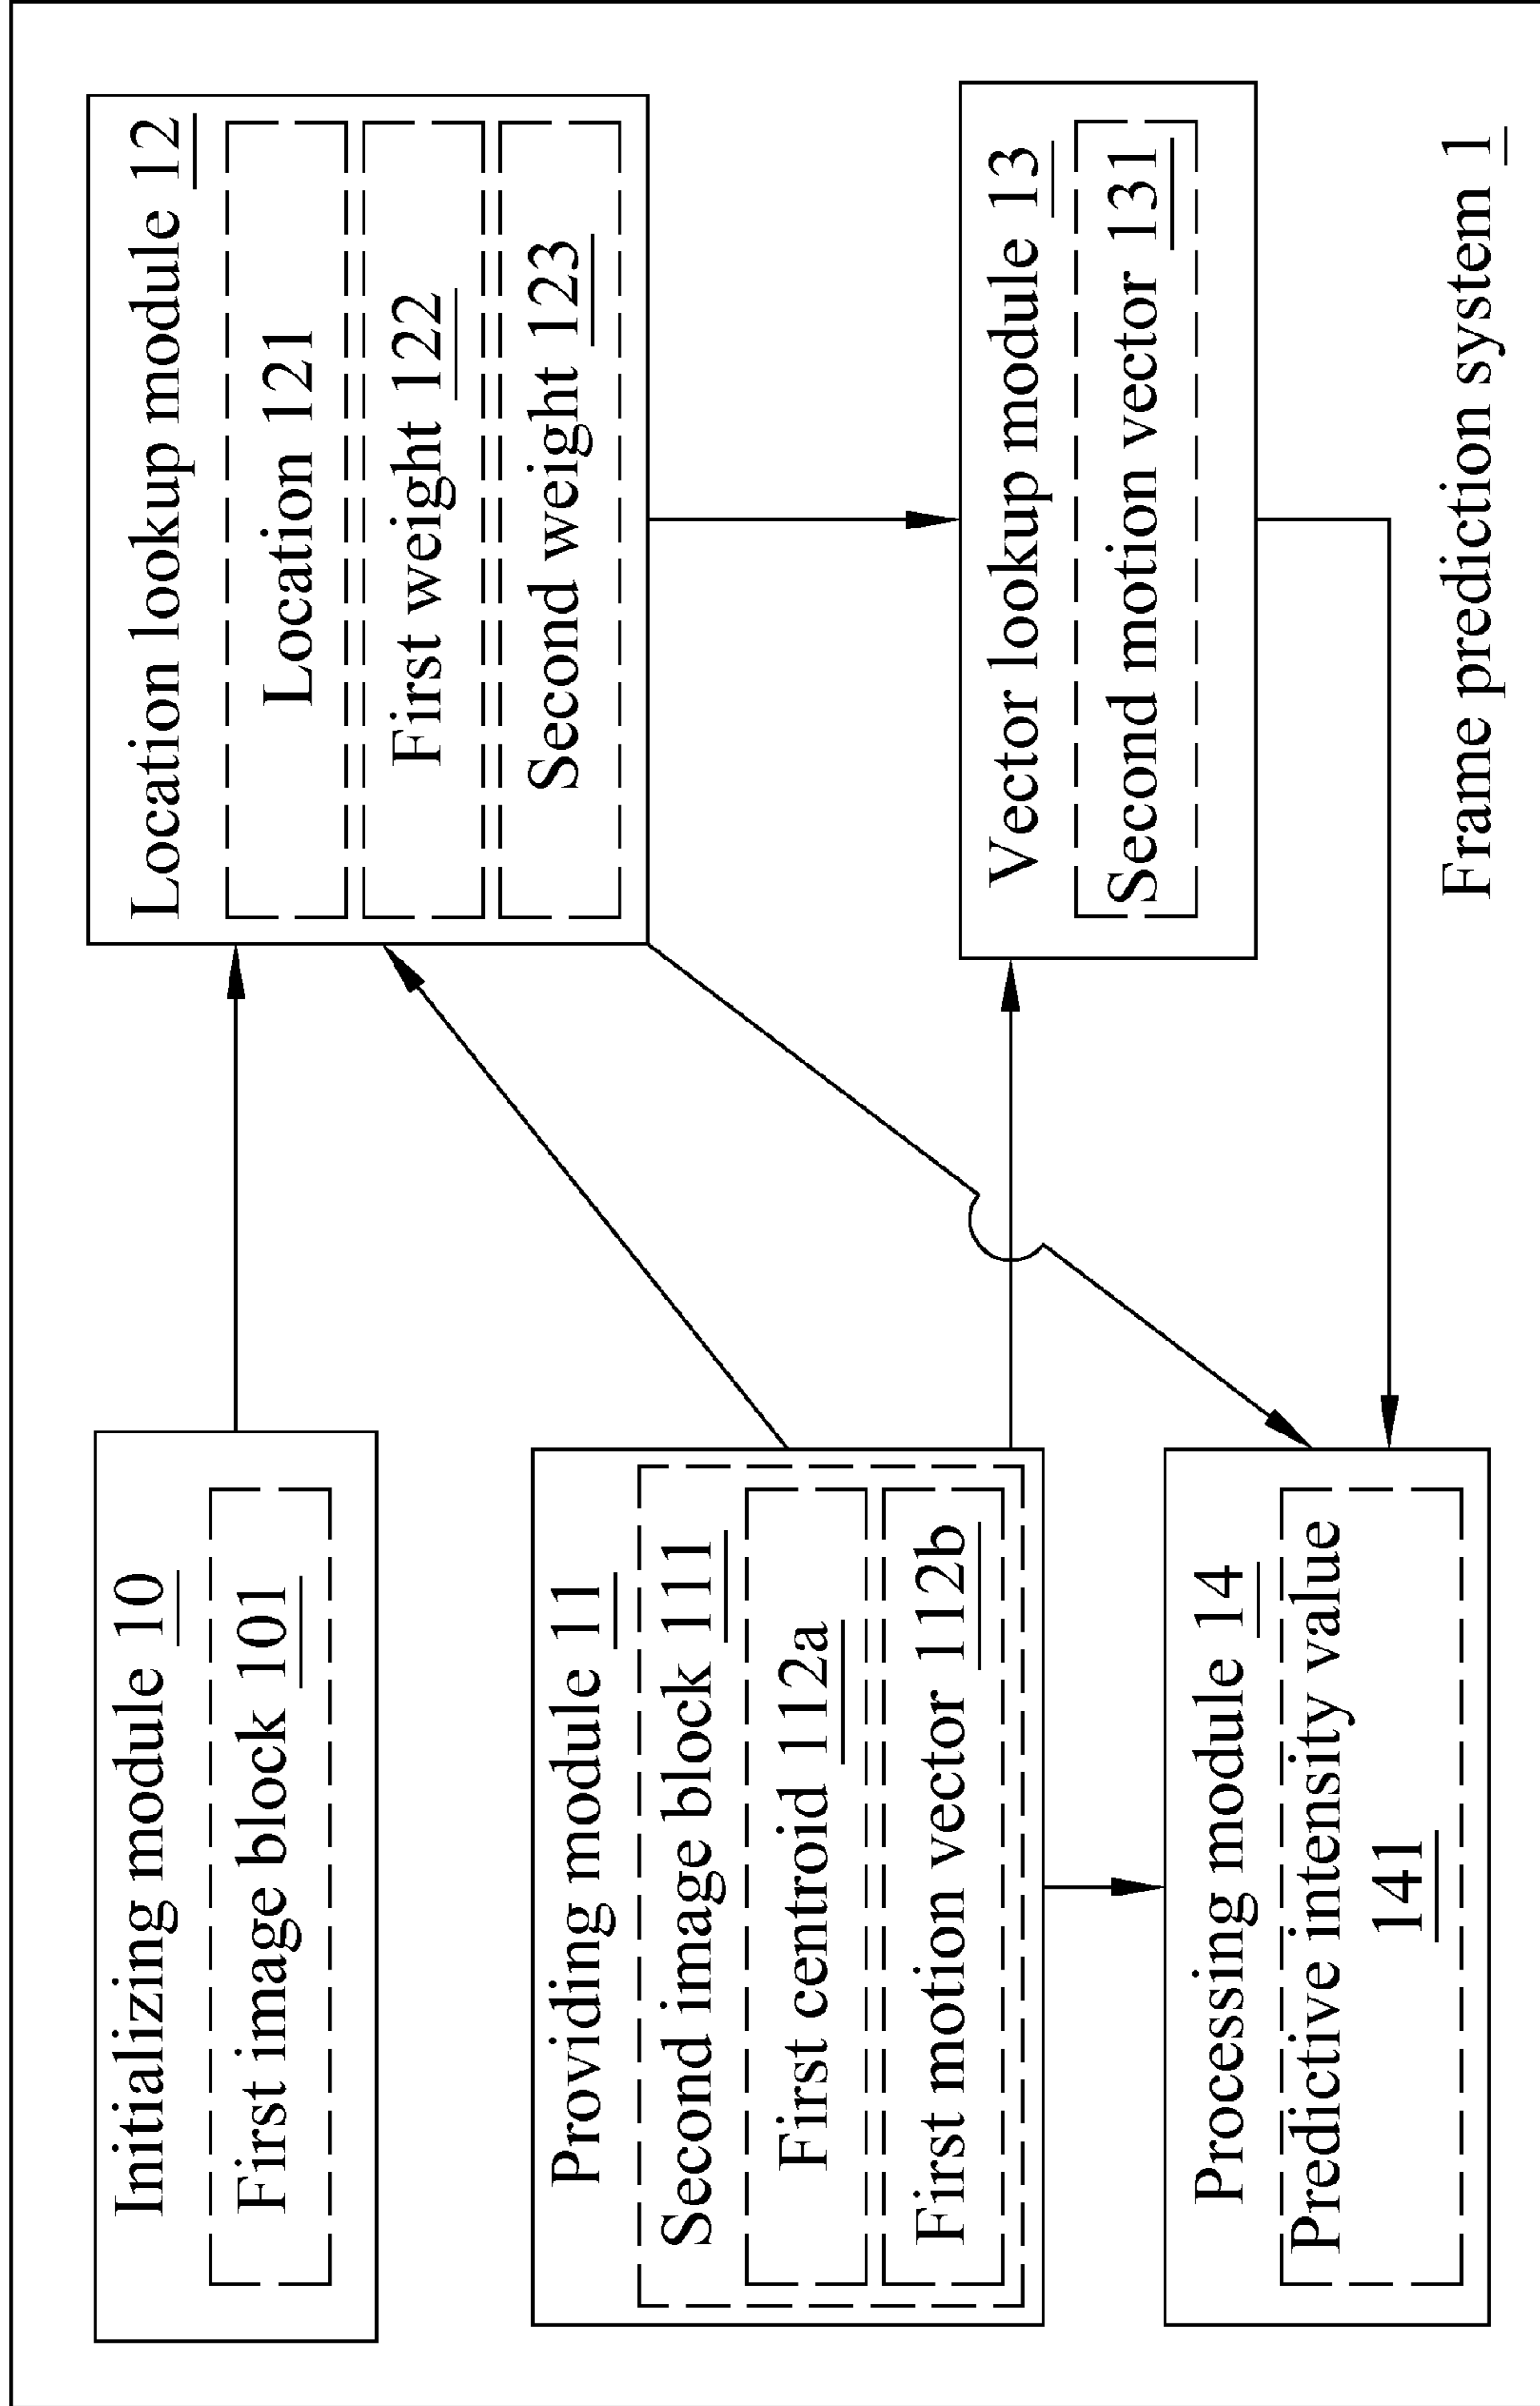 Initializing module 10
First image block 101
Providing module 11
Second image block 111
First centroid 112a
First motion vector 112b
Processing module 14
Predictive intensity value
141
Location lookup module 12
Location 121
First weight 122
Second weight 123
Vector lookup module 13
Second motion vector 131
Frame prediction system 1